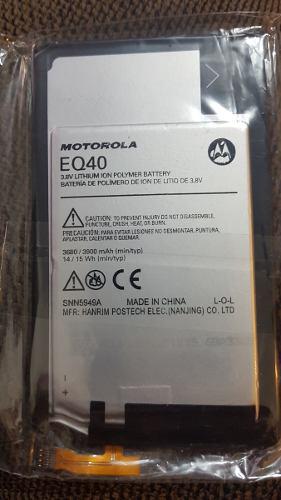 MOTOROLA
EQ40
3.8V LITHIUM ION POLYMER BATTERY
BATERÍA DE POLÍMERO DE ION DE LITIO DE 3.8V
CAUTION: TO PREVENT INJURY DO NOT DISASSEMBLE,
PUNCTURE, CRUSH, HEAT, OR BURN
PRECAUCIÓN: PARA EVITAR LESIONES NO DESMONTAR, PUNTURA,
APLASTAR, CALENTAR O QUEMAR
3680 / 3900 mAh (min/typ)
14 / 15 Wh (min/typ)
CE
SNN5949A MADE IN CHINA L-O-L
MFR: HANRIM POSTECH ELEC.(NANJING) CO. LTD
-
+